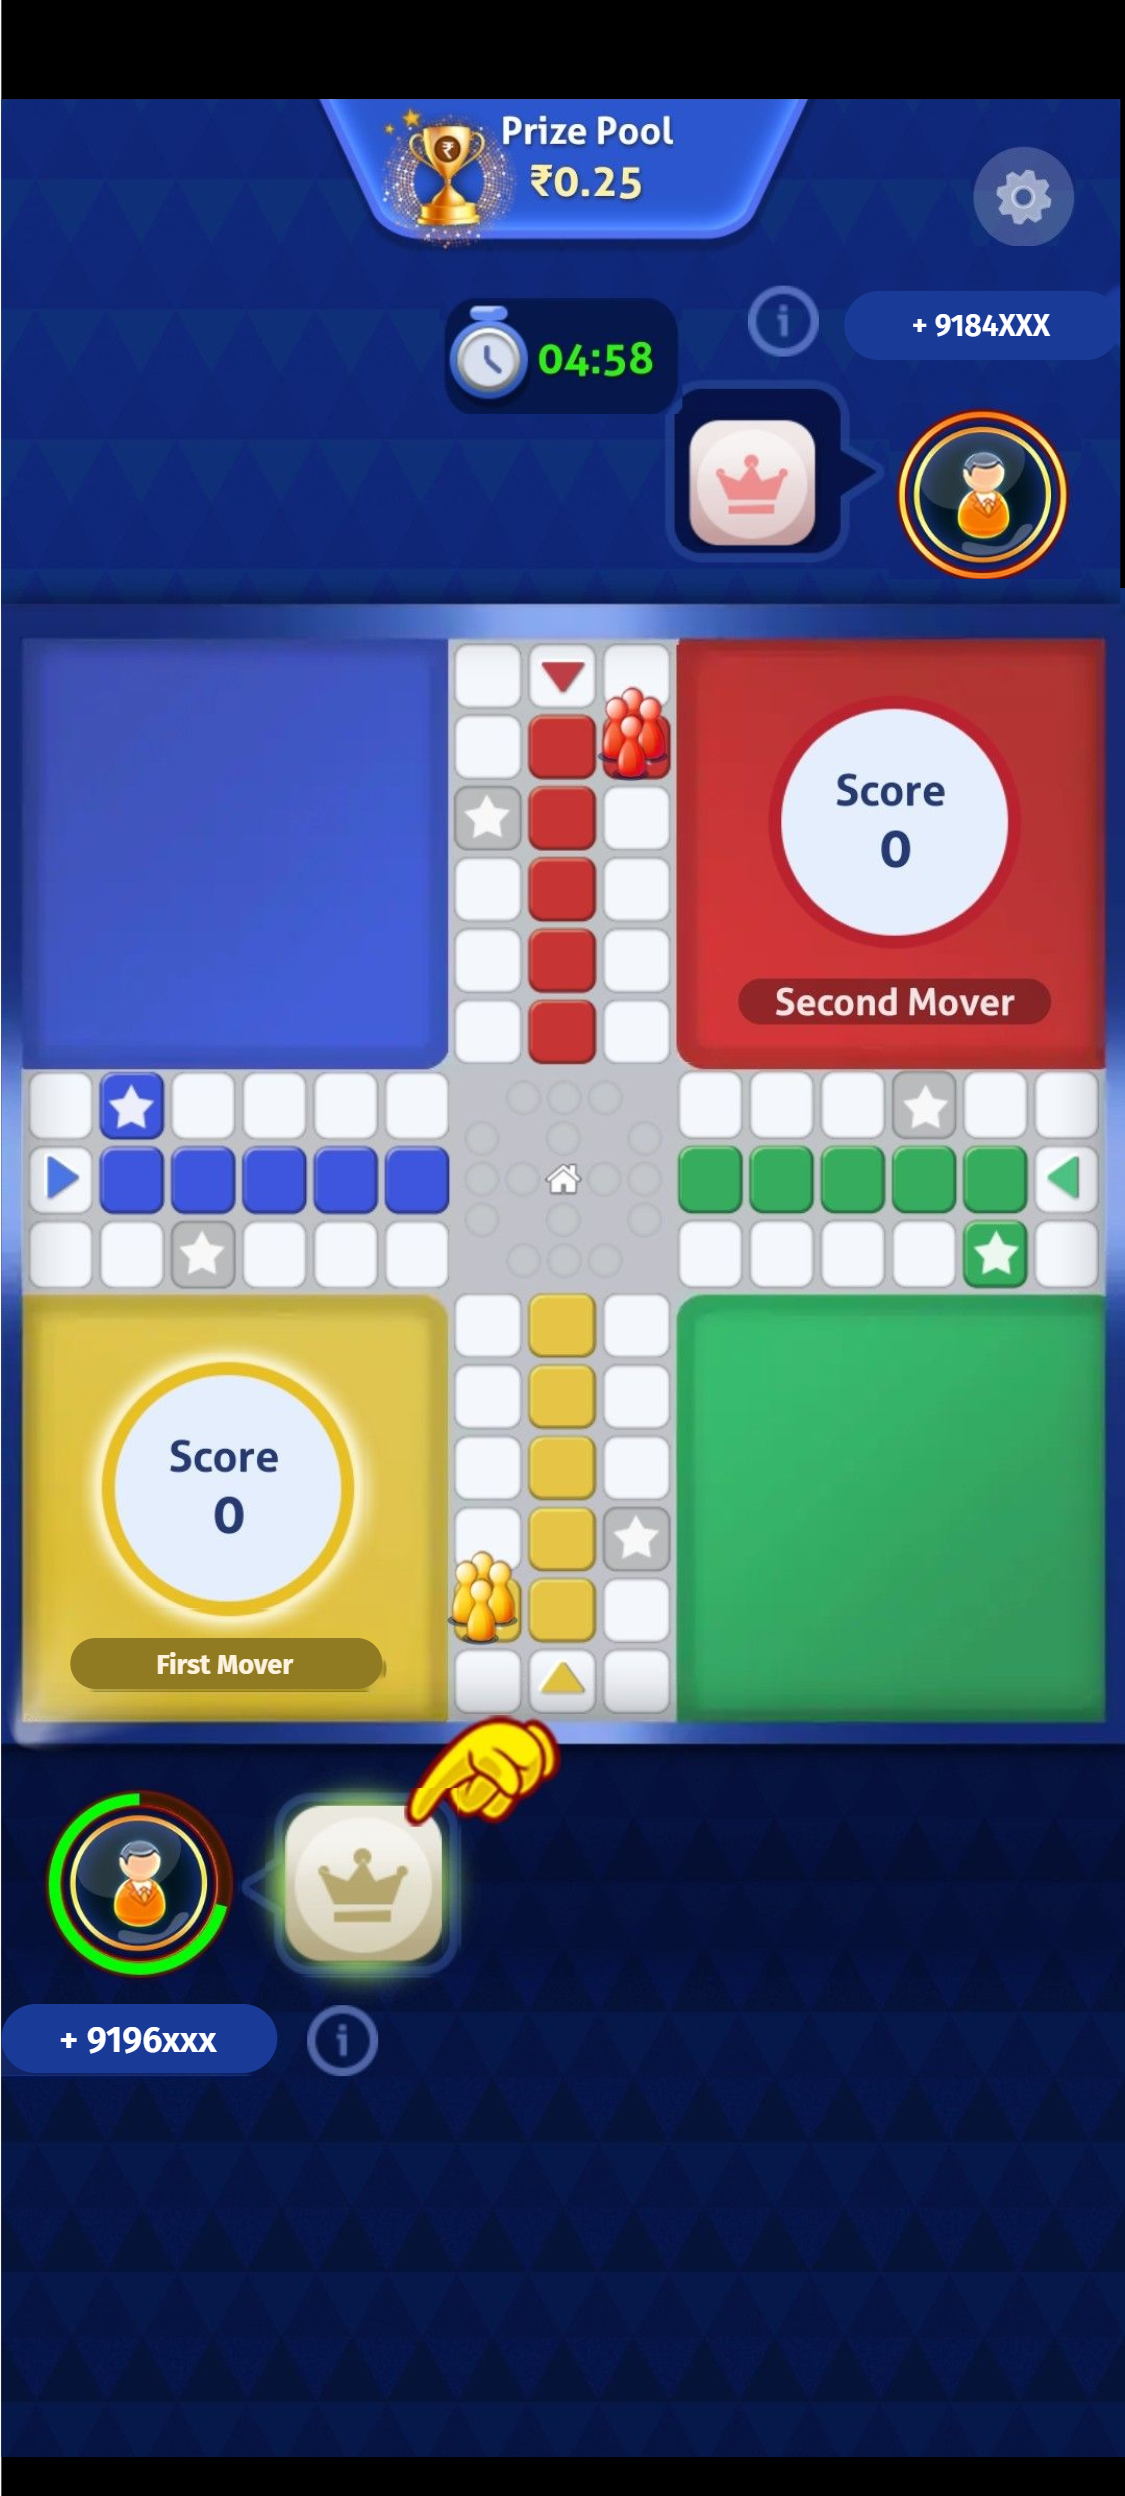 Prize Pool
₹0.25
+ 9184XXX
04:58
Score
0
Second Mover
Score
0
First Mover
+ 9196xxx